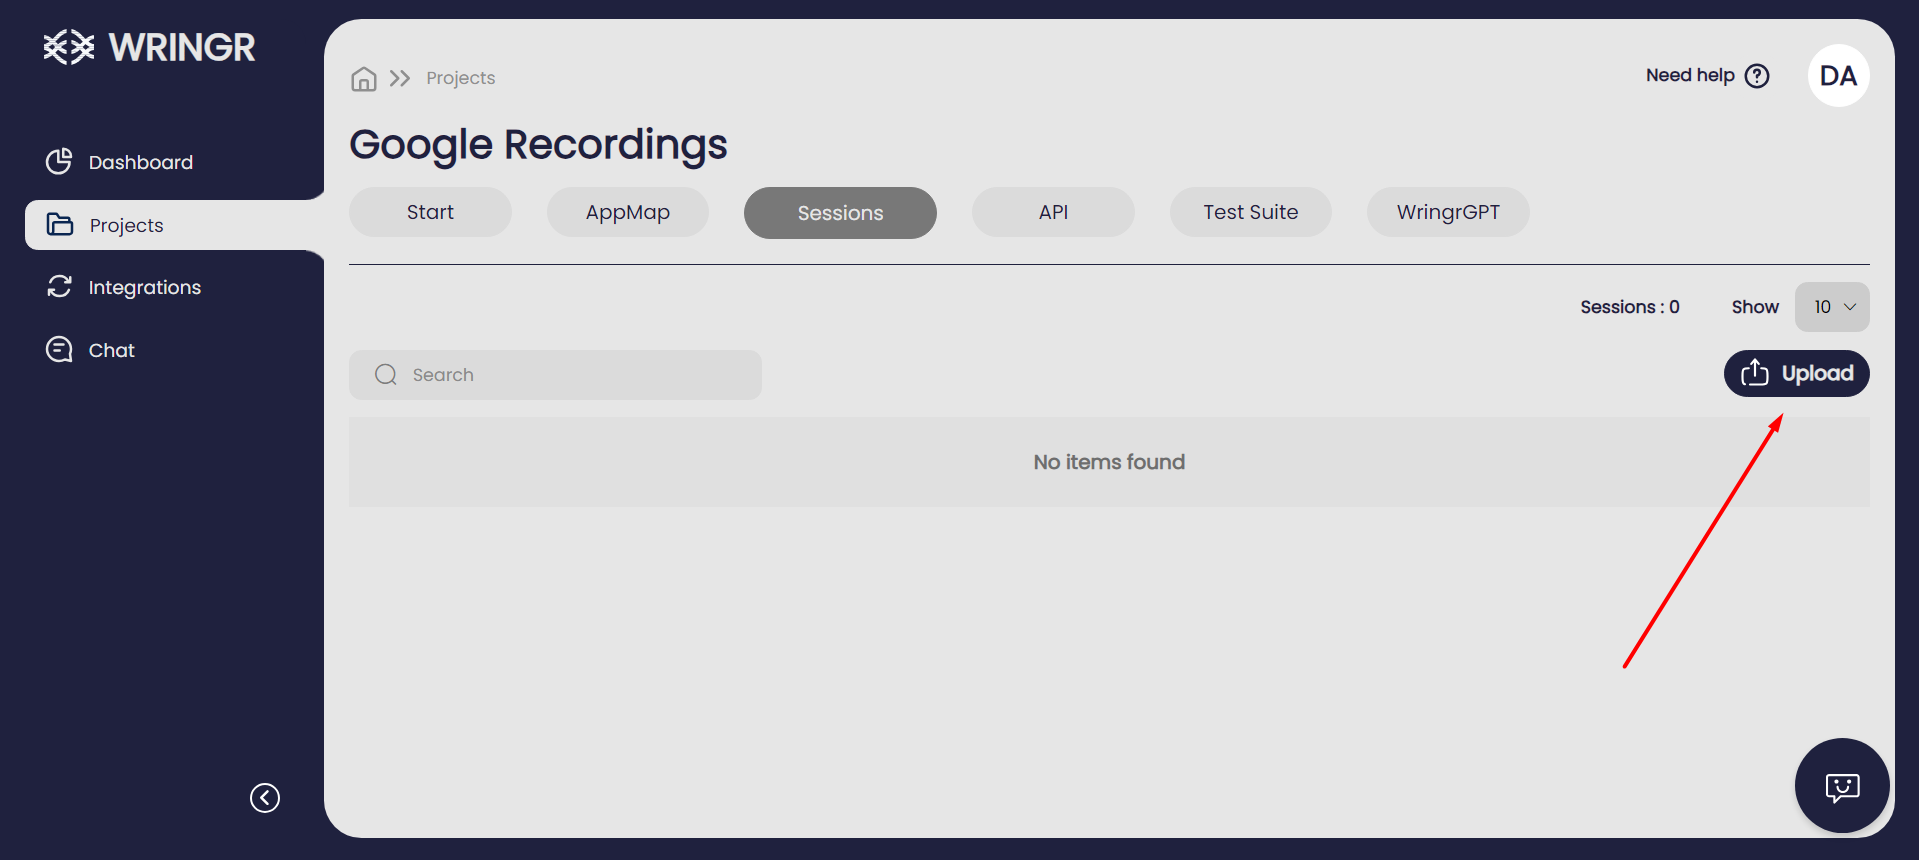 WRINGR
Dashboard
Projects
Integrations
Chat
Projects
Need help
DA
Google Recordings
Start
AppMap
Sessions
API
Test Suite
WringrGPT
Sessions : 0
Show
10
Search
Upload
No items found